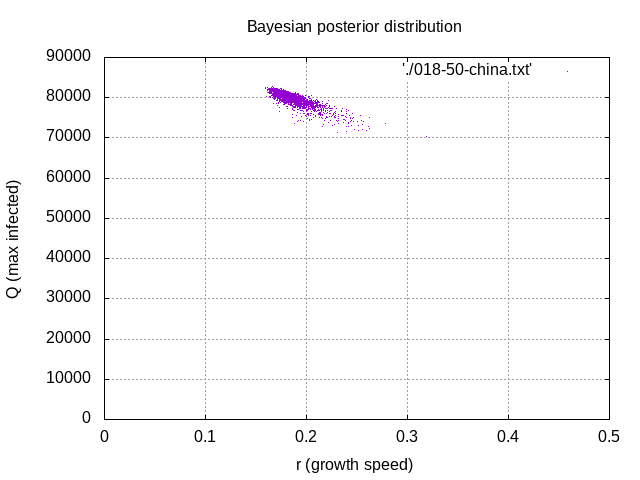 Bayesian posterior distribution
'./018-50-china.txt'
90000
80000
70000
60000
50000
40000
30000
20000
10000
0
Q (max infected)
0 0.1 0.2 0.3 0.4 0.5
r (growth speed)